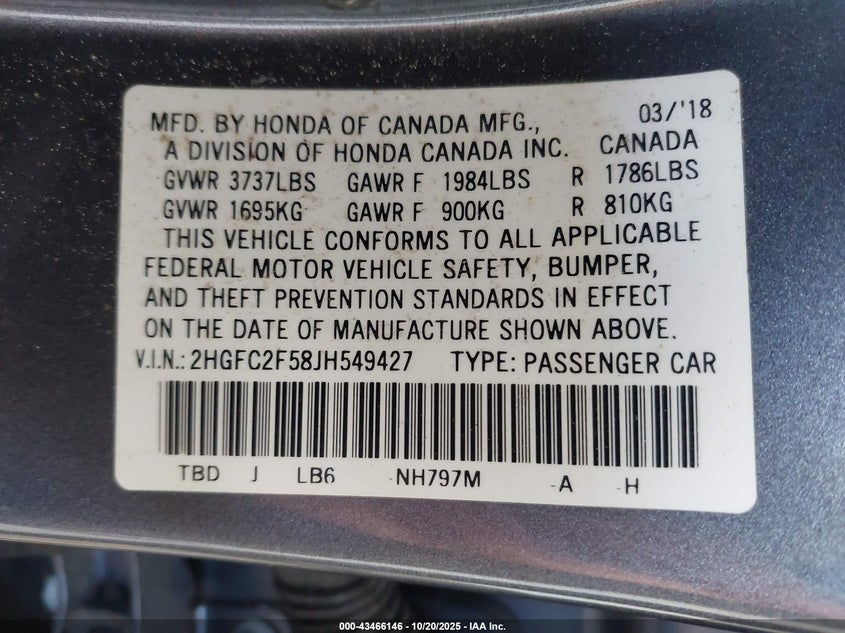 MFD. BY HONDA OF CANADA MFG., 03/'18
A DIVISION OF HONDA CANADA INC. CANADA
GVWR 3737LBS GAWR F 1984LBS R 1786LBS
GVWR 1695KG GAWR F 900KG R 810KG
THIS VEHICLE CONFORMS TO ALL APPLICABLE
FEDERAL MOTOR VEHICLE SAFETY, BUMPER,
AND THEFT PREVENTION STANDARDS IN EFFECT
ON THE DATE OF MANUFACTURE SHOWN ABOVE.
V.I.N.: 2HGFC2F58JH549427 TYPE: PASSENGER CAR
TBD J LB6 NH797M -A -H
000-43466146 - 10/20/2025 - IAA Inc.